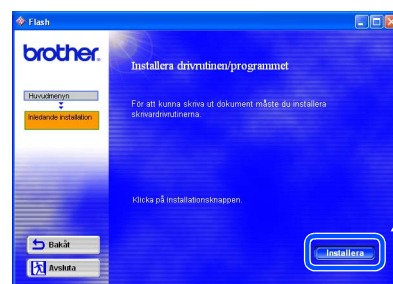 Flash
brother.
Installera drivrutinen/programmet
Huvudmenyn
Inledande installation
För att kunna skriva ut dokument måste du installera
skrivardrivrutinerna.
Klicka på installationsknappen.
Bakåt
Avsluta
Installera